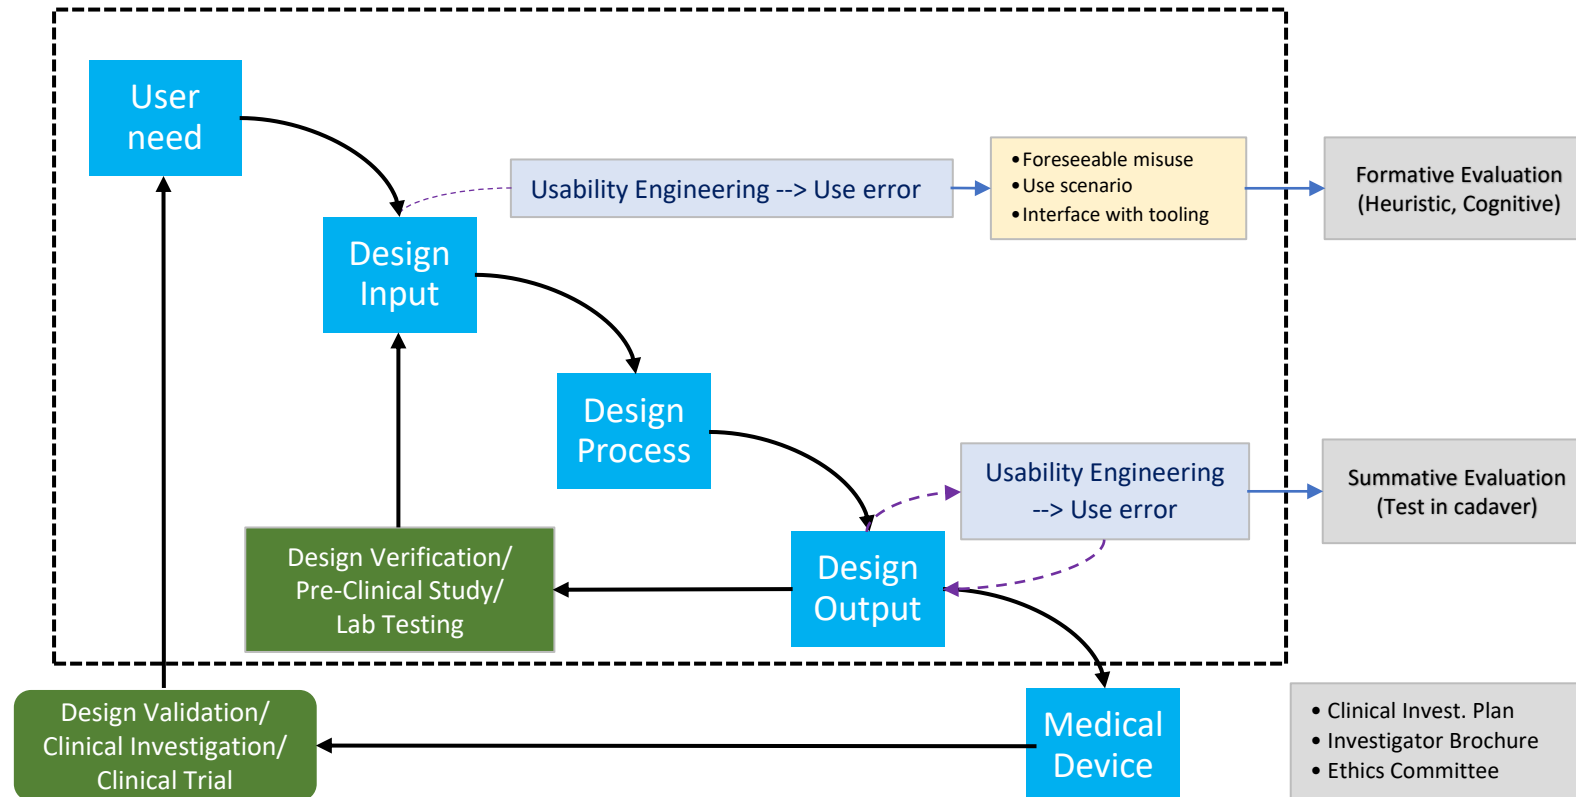 User
need
Usability Engineering --> Use error
•Foreseeable misuse
•Use scenario
•Interface with tooling
Formative Evaluation
(Heuristic, Cognitive)
Design
Input
Design
Process
Usability Engineering
--> Use error
Summative Evaluation
(Test in cadaver)
Design Verification/
Pre-Clinical Study/
Lab Testing
Design
Output
Design Validation/
Clinical Investigation/
Clinical Trial
Medical
Device
• Clinical Invest. Plan
• Investigator Brochure
• Ethics Committee